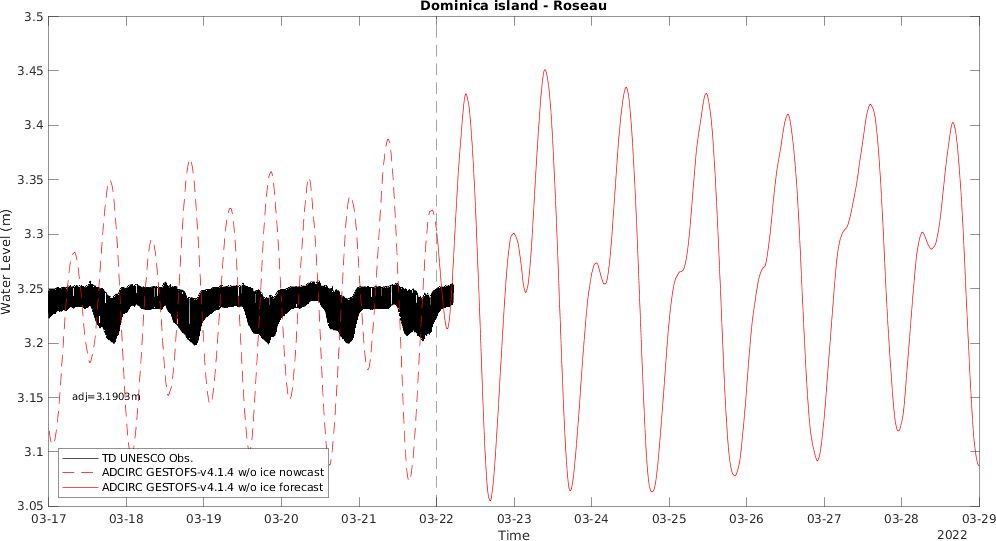 Dominica island - Roseau
3.5
3.45
3.4
3.35
3.3
3.25
3.2
3.15
3.1
3.05
Water Level (m)
adj=3.1903m
TD UNESCO Obs.
ADCIRC GESTOFS-v4.1.4 w/o ice nowcast
ADCIRC GESTOFS-v4.1.4 w/o ice forecast
03-17 03-18 03-19 03-20 03-21 03-22 03-23 03-24 03-25 03-26 03-27 03-28 03-29
Time
2022